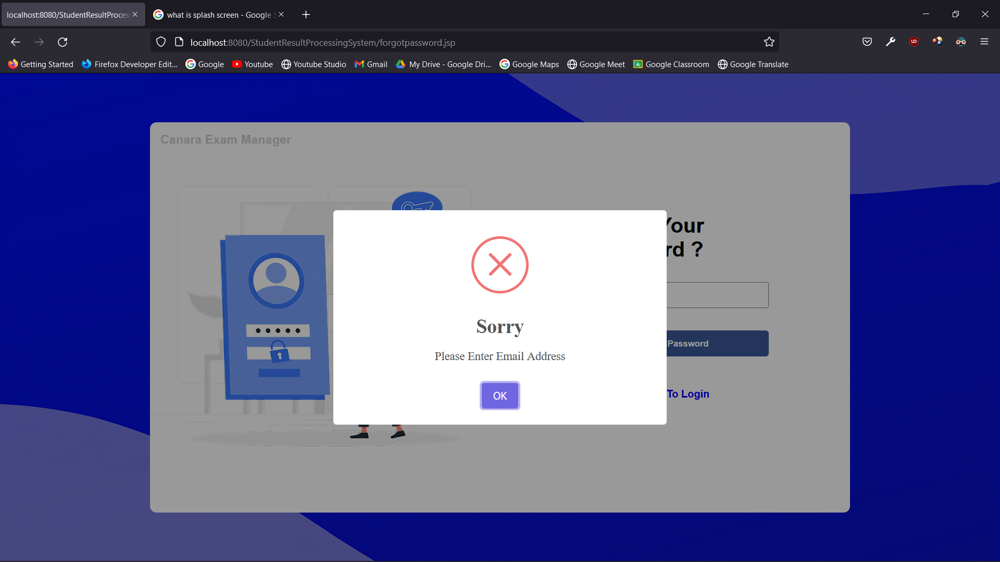 localhost:8080/StudentResultProces
what is splash screen - Google S
localhost:8080/StudentResultProcessingSystem/forgotpassword.jsp
Getting Started
Firefox Developer Edit...
Google
Youtube
Youtube Studio
Gmail
My Drive - Google Dri...
Google Maps
Google Meet
Google Classroom
Google Translate
Canara Exam Manager
Your
rd ?
Sorry
Please Enter Email Address
OK
Password
To Login